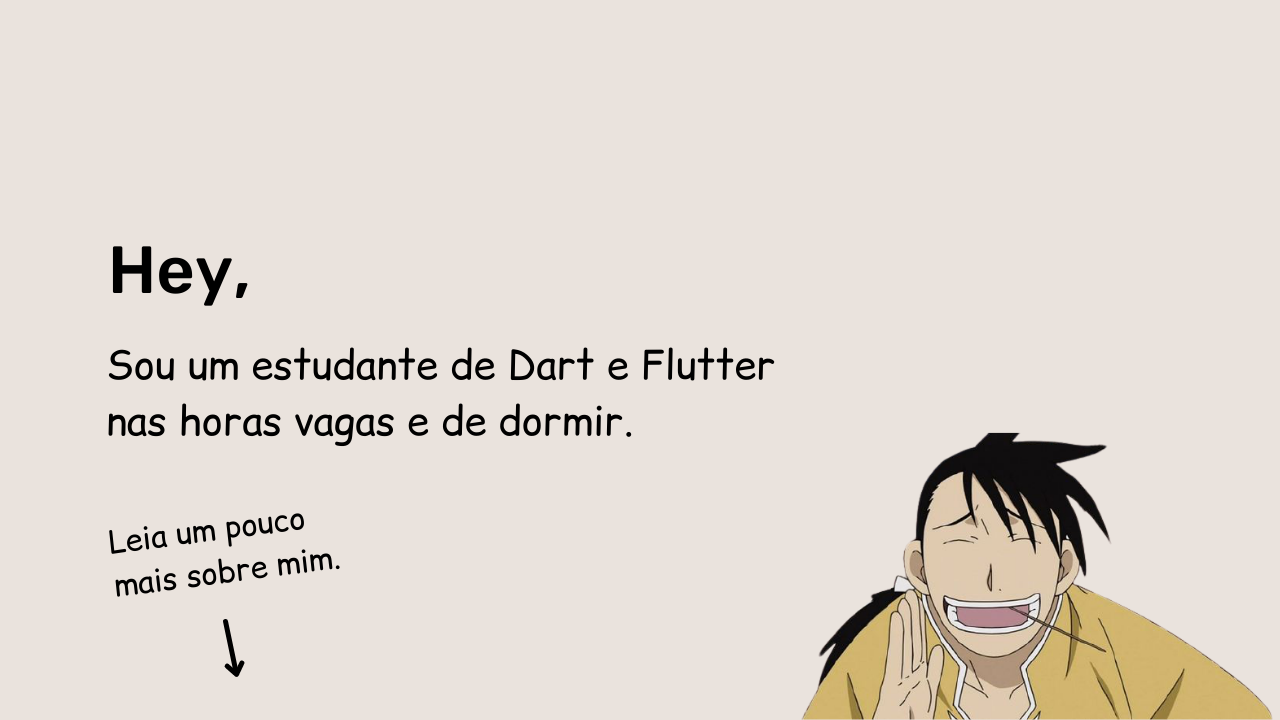 Hey,
Sou um estudante de Dart e Flutter
nas horas vagas e de dormir.
Leia um pouco
mais sobre mim.